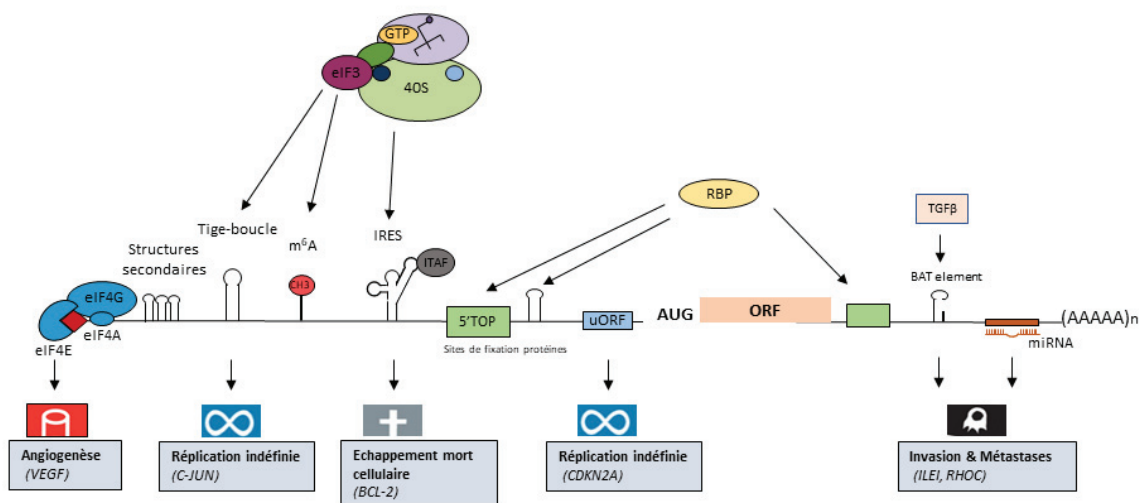 GTP
eIF3
40S
RBP
TGFβ
Tige-boucle
m⁶A
IRES
Structures
secondaires
CH3
ITAF
BAT element
eIF4G
eIF4A
eIF4E
5'TOP
uORF
AUG
ORF
(AAAAA)n
miRNA
Sites de fixation protéines
Angiogenèse
(VEGF)
Réplication indéfinie
(C-JUN)
Echappement mort
cellulaire
(BCL-2)
Réplication indéfinie
(CDKN2A)
Invasion & Métastases
(ILEI, RHOC)